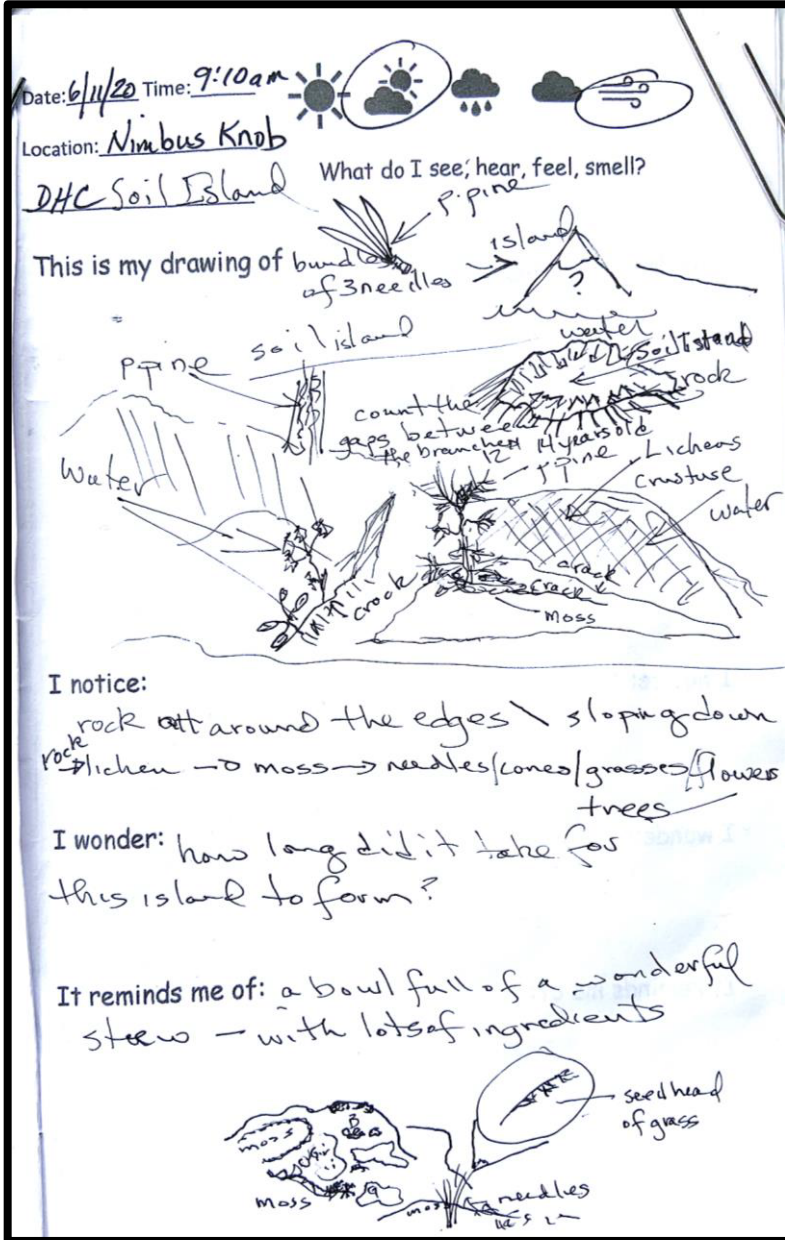 Date: 6/11/20 Time: 9:10am
Location: Nimbus Knob
DHC Soil Island
What do I see, hear, feel, smell?
p.pine
This is my drawing of bundles
of 3 needles
island
?
water
soil island
p.pine
Soil Island
rock
count the
gaps between
the branches
12
14 years old
p.pine
Lichens
crustuse
water
Water
crack
crack
crack
moss
I notice:
rock all around the edges \ sloping down
rock → lichen → moss → needles/cones/grasses/flowers
trees
I wonder: how long did it take for
this island to form?
It reminds me of: a bowl full of a wonderful
stew – with lots of ingredients
seed head
of grass
moss
moss
moss
needles